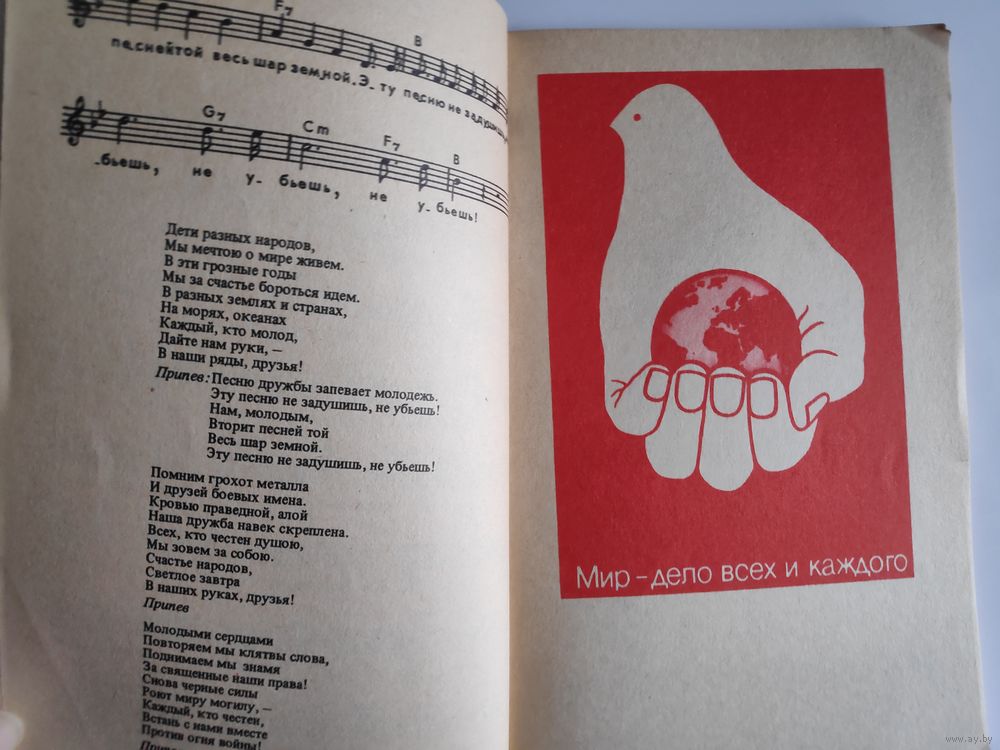 F7 B
песней той весь шар зем-ной. Э-ту песню не задушишь,
G7 Cm F7 B
-бьешь, не у-бьешь, не у-бьешь!
Дети разных народов,
Мы мечтою о мире живем.
В эти грозные годы
Мы за счастье бороться идем.
В разных землях и странах,
На морях, океанах
Каждый, кто молод,
Дайте нам руки, —
В наши ряды, друзья!
Припев: Песню дружбы запевает молодежь.
Эту песню не задушишь, не убьешь!
Нам, молодым,
Вторит песней той
Весь шар земной.
Эту песню не задушишь, не убьешь!
Помним грохот металла
И друзей боевых имена.
Кровью праведной, алой
Наша дружба навек скреплена.
Всех, кто честен душою,
Мы зовем за собою.
Счастье народов,
Светлое завтра
В наших руках, друзья!
Припев
Молодыми сердцами
Повторяем мы клятвы слова,
Поднимаем мы знамя
За священные наши права!
Снова черные силы
Роют миру могилу, —
Каждый, кто честен,
Встань с нами вместе
Против огня войны!
Припев
Мир – дело всех и каждого
www.ay.by